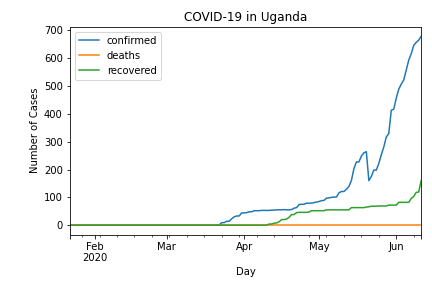 COVID-19 in Uganda
confirmed
deaths
recovered
Number of Cases
700
600
500
400
300
200
100
0
Feb
2020
Mar
Apr
May
Jun
Day